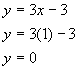 y = 3x − 3
y = 3(1) − 3
y = 0